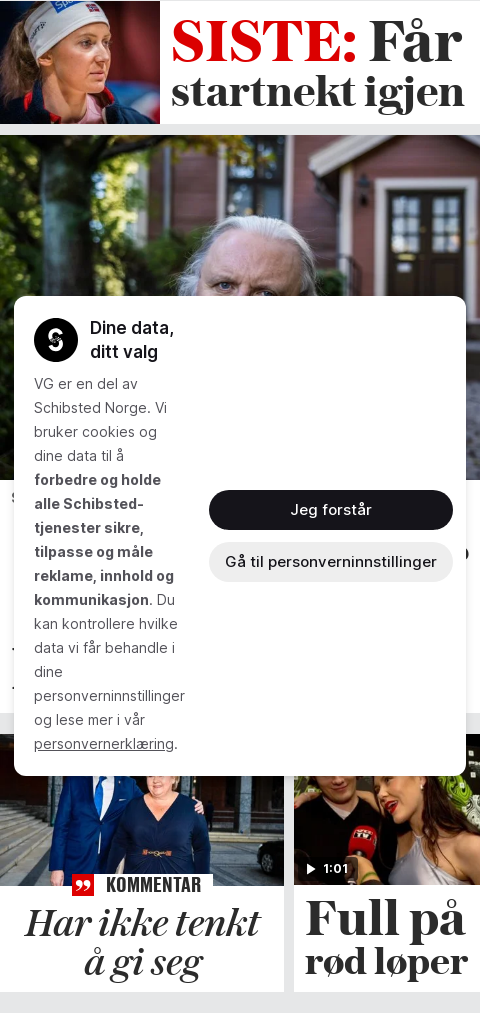 SISTE: Får
startnekt igjen
Dine data,
ditt valg
VG er en del av
Schibsted Norge. Vi
bruker cookies og
dine data til å
forbedre og holde
alle Schibsted-
tjenester sikre,
tilpasse og måle
reklame, innhold og
kommunikasjon. Du
kan kontrollere hvilke
data vi får behandle i
dine
personverninnstillinger
og lese mer i vår
personvernerklæring.
Jeg forstår
Gå til personverninnstillinger
1:01
KOMMENTAR
Har ikke tenkt
å gi seg
Full på
rød løper